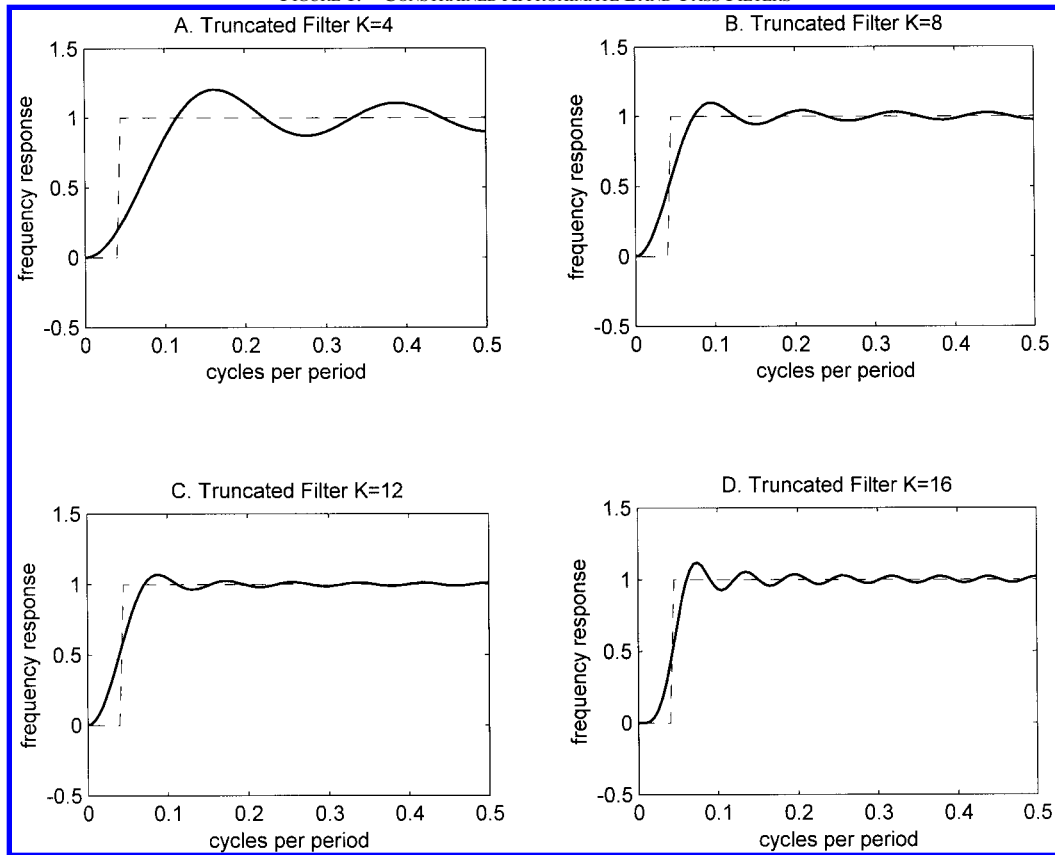 A. Truncated Filter K=4
1.5
1
0.5
0
-0.5
frequency response
0 0.1 0.2 0.3 0.4 0.5
cycles per period
B. Truncated Filter K=8
1.5
1
0.5
0
-0.5
frequency response
0 0.1 0.2 0.3 0.4 0.5
cycles per period
C. Truncated Filter K=12
1.5
1
0.5
0
-0.5
frequency response
0 0.1 0.2 0.3 0.4 0.5
cycles per period
D. Truncated Filter K=16
1.5
1
0.5
0
-0.5
frequency response
0 0.1 0.2 0.3 0.4 0.5
cycles per period